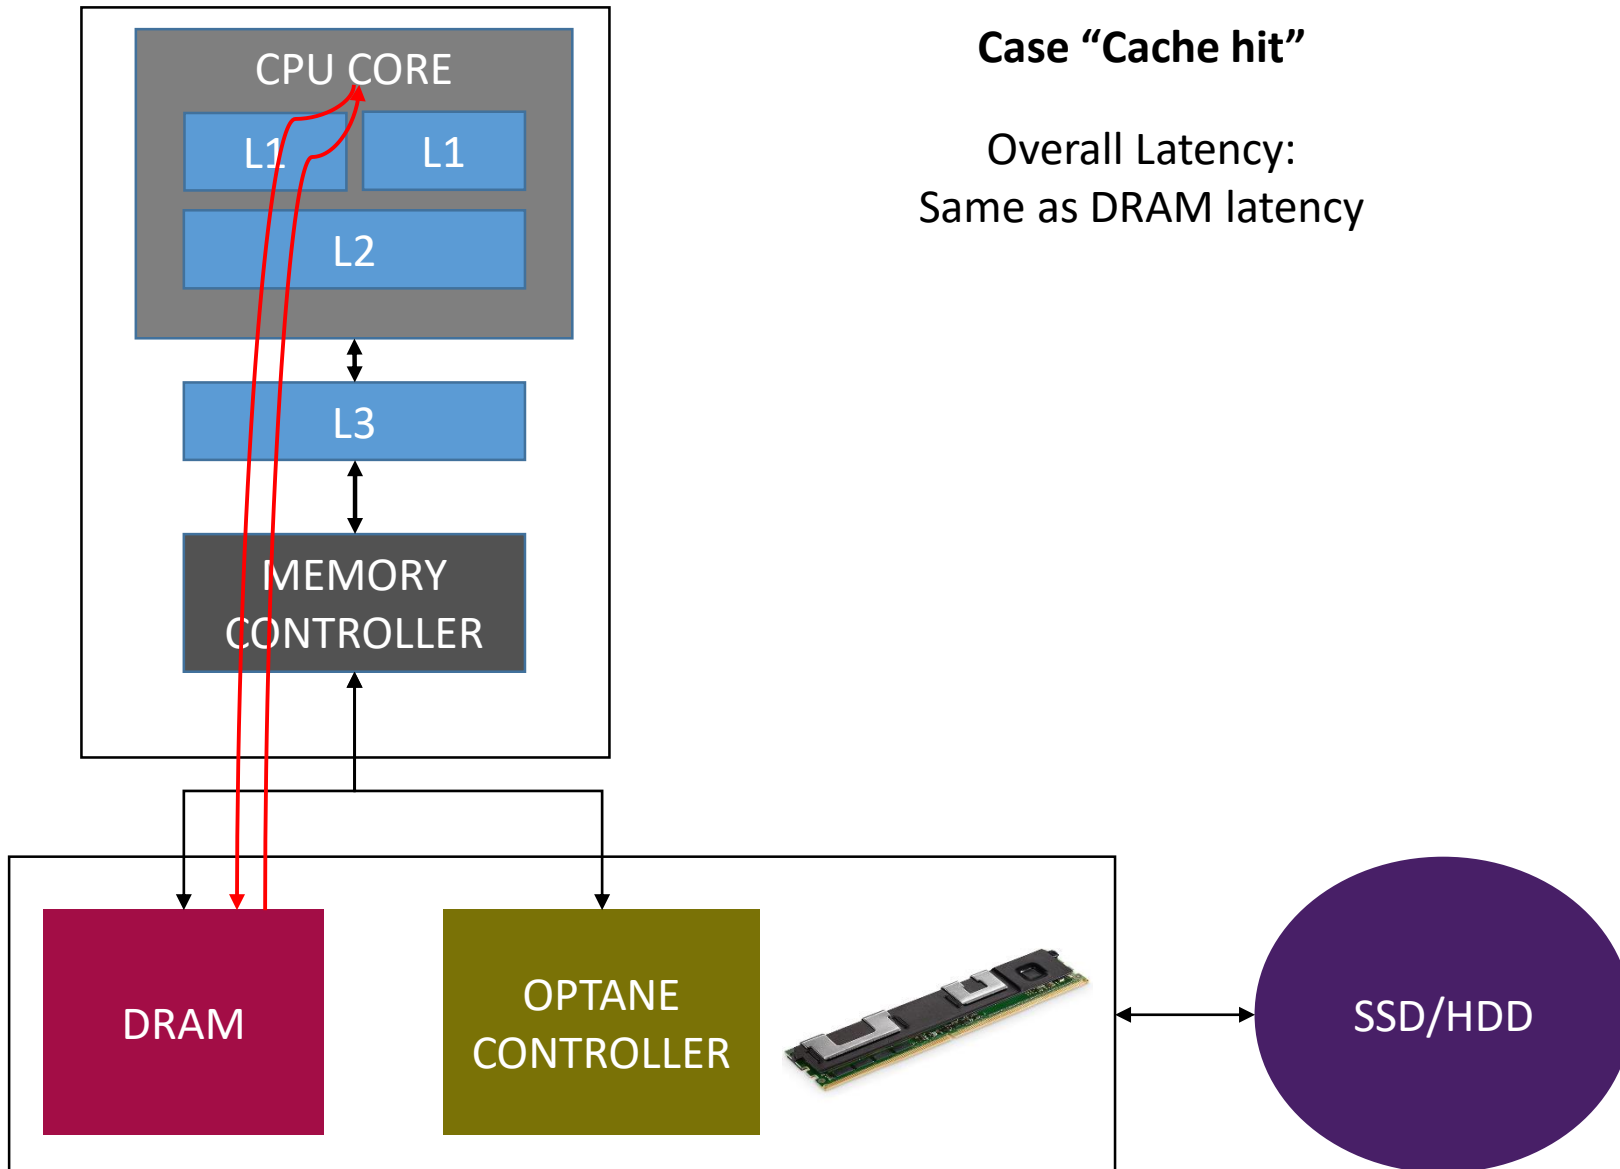 CPU CORE
L1
L1
L2
L3
MEMORY
CONTROLLER
Case “Cache hit”
Overall Latency:
Same as DRAM latency
DRAM
OPTANE
CONTROLLER
SSD/HDD